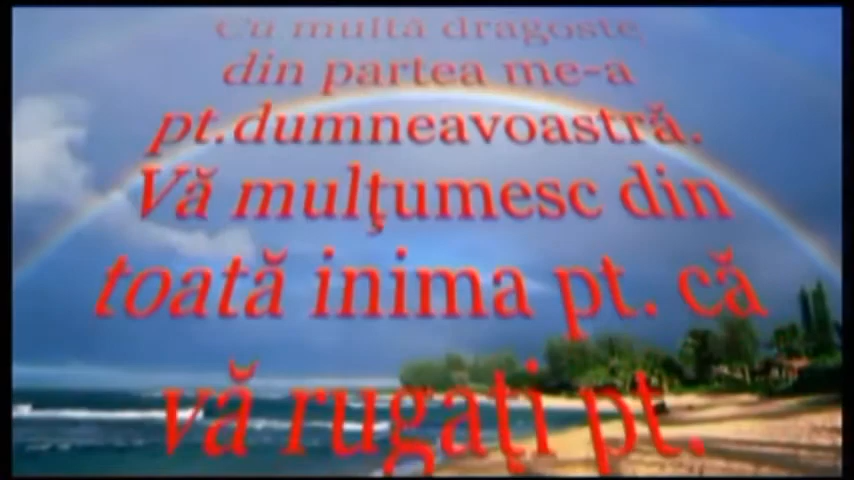 Cu multă dragoste
din partea me-a
pt.dumneavoastră.
Vă mulţumesc din
toată inima pt. că
vă rugaţi pt.